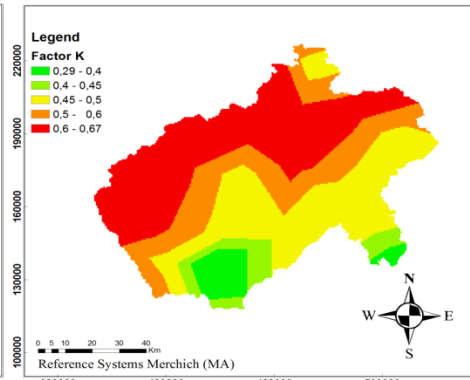 Legend
Factor K
0,29 - 0,4
0,4 - 0,45
0,45 - 0,5
0,5 - 0,6
0,6 - 0,67
220000
190000
160000
130000
100000
N
W E
S
0 5 10 20 30 40
Km
Reference Systems Merchich (MA)